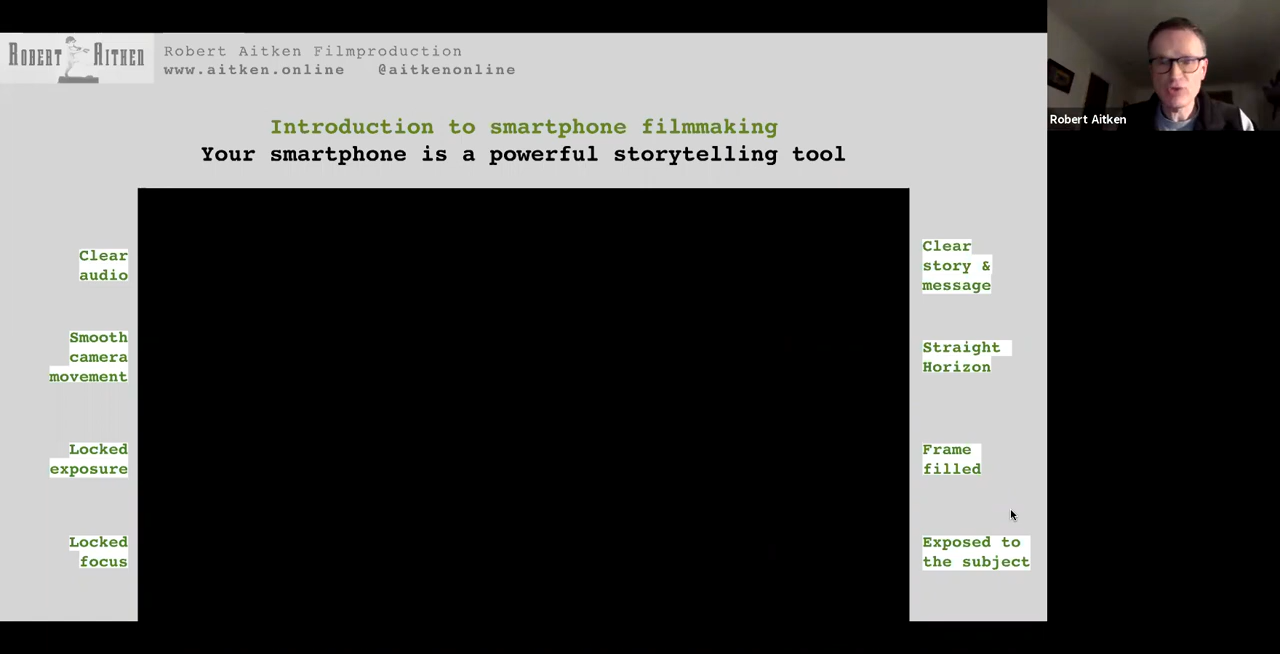 ROBERT AITKEN
Robert Aitken Filmproduction
www.aitken.online @aitkenonline
Introduction to smartphone filmmaking
Your smartphone is a powerful storytelling tool
Clear
audio
Smooth
camera
movement
Locked
exposure
Locked
focus
Clear
story &
message
Straight
Horizon
Frame
filled
Exposed to
the subject
Robert Aitken